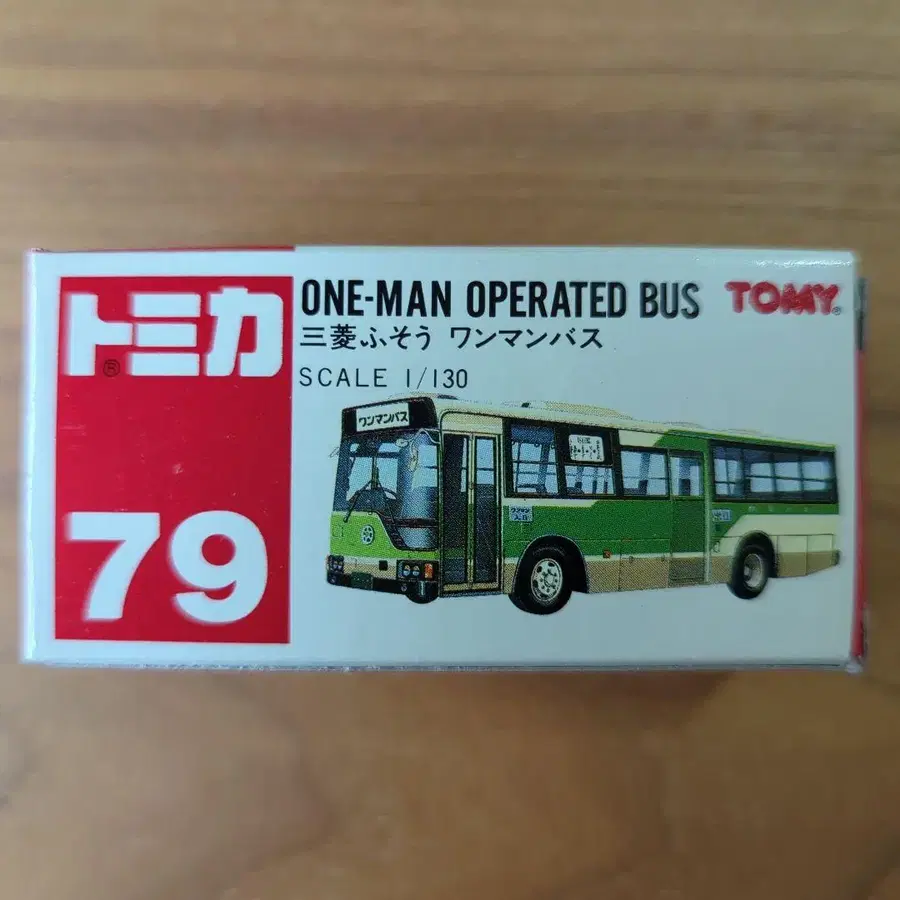 トミカ®
79
ONE-MAN OPERATED BUS
TOMY®
三菱ふそう ワンマンバス
SCALE 1/130
ワンマンバス